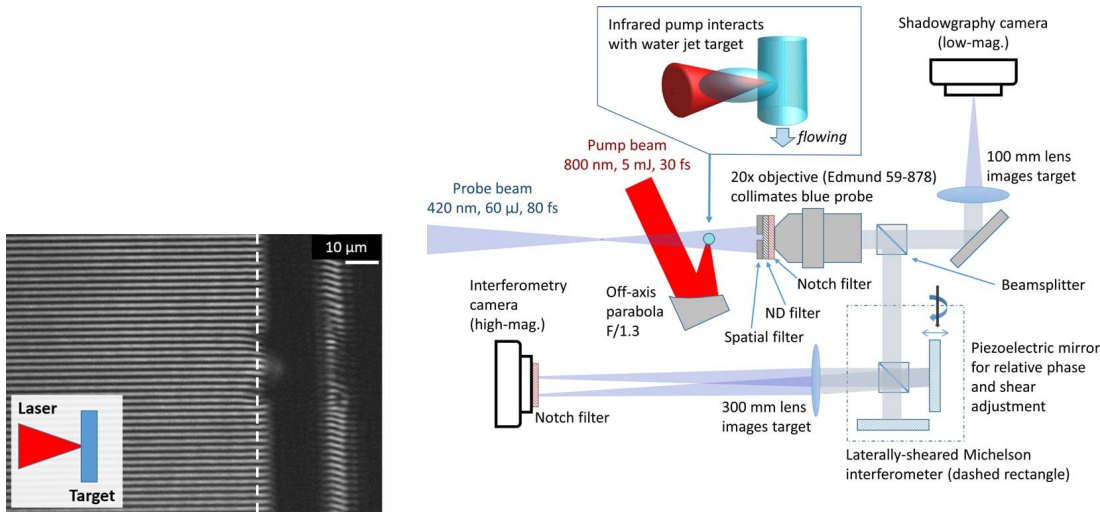 10 µm
Laser
Target
Infrared pump interacts
with water jet target
flowing
Shadowgraphy camera
(low-mag.)
Pump beam
800 nm, 5 mJ, 30 fs
Probe beam
420 nm, 60 µJ, 80 fs
20x objective (Edmund 59-878)
collimates blue probe
100 mm lens
images target
Interferometry
camera
(high-mag.)
Off-axis
parabola
F/1.3
Notch filter
ND filter
Spatial filter
Beamsplitter
Piezoelectric mirror
for relative phase
and shear
adjustment
Notch filter
300 mm lens
images target
Laterally-sheared Michelson
interferometer (dashed rectangle)